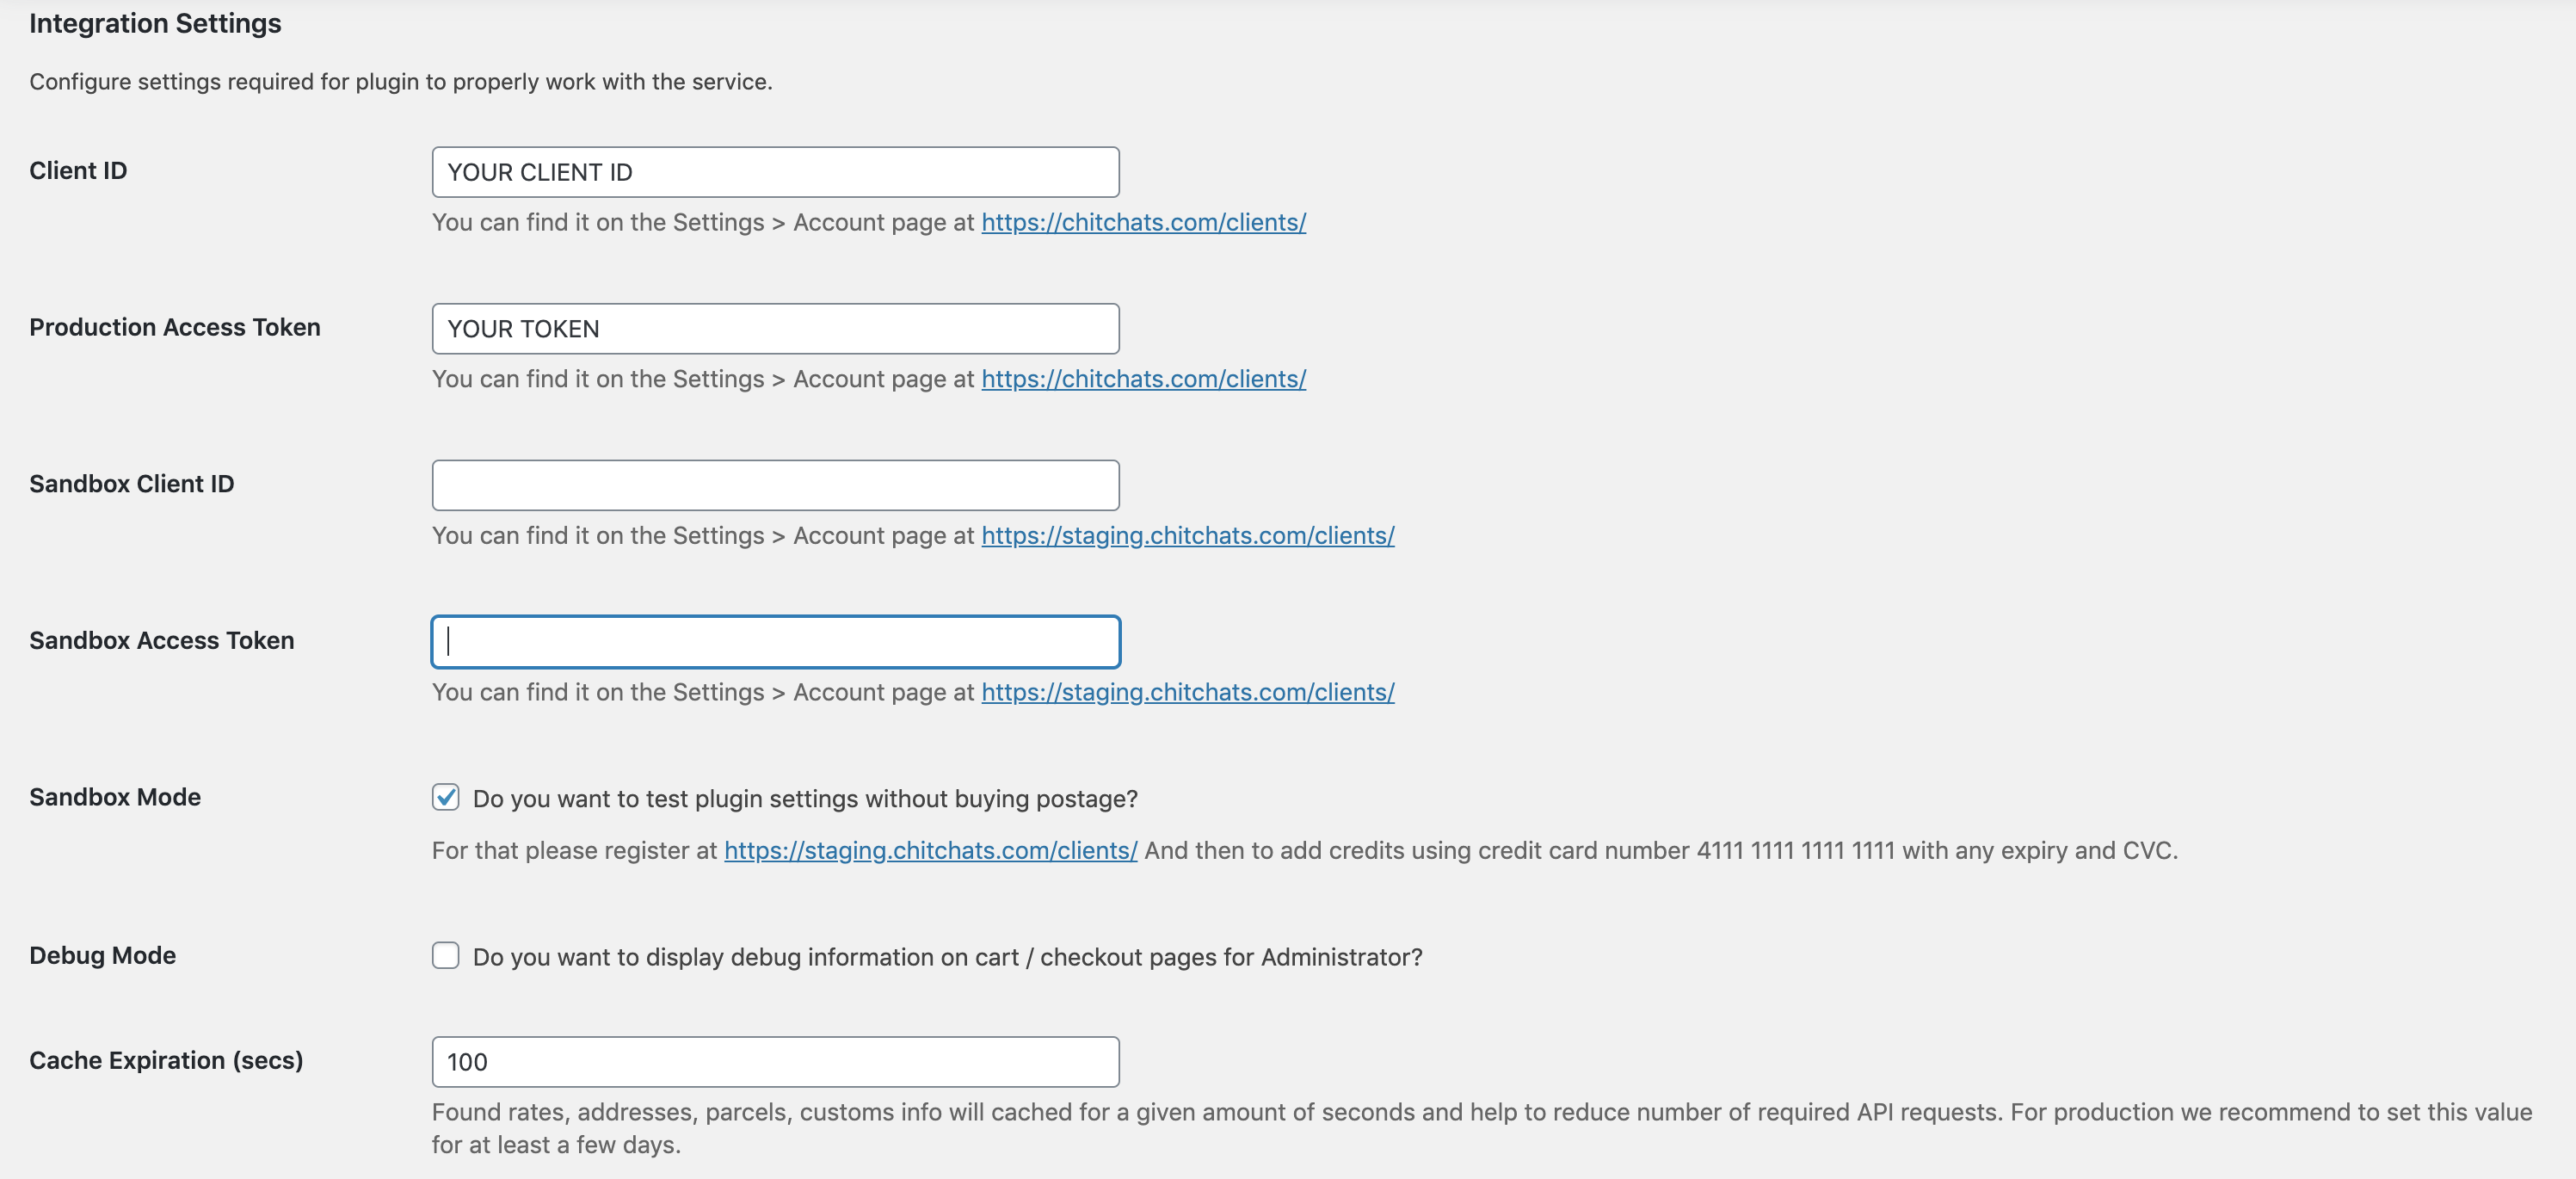 Integration Settings
Configure settings required for plugin to properly work with the service.
Client ID
YOUR CLIENT ID
You can find it on the Settings > Account page at https://chitchats.com/clients/
Production Access Token
YOUR TOKEN
You can find it on the Settings > Account page at https://chitchats.com/clients/
Sandbox Client ID
You can find it on the Settings > Account page at https://staging.chitchats.com/clients/
Sandbox Access Token
You can find it on the Settings > Account page at https://staging.chitchats.com/clients/
Sandbox Mode
Do you want to test plugin settings without buying postage?
For that please register at https://staging.chitchats.com/clients/ And then to add credits using credit card number 4111 1111 1111 1111 with any expiry and CVC.
Debug Mode
Do you want to display debug information on cart / checkout pages for Administrator?
Cache Expiration (secs)
100
Found rates, addresses, parcels, customs info will cached for a given amount of seconds and help to reduce number of required API requests. For production we recommend to set this value
for at least a few days.